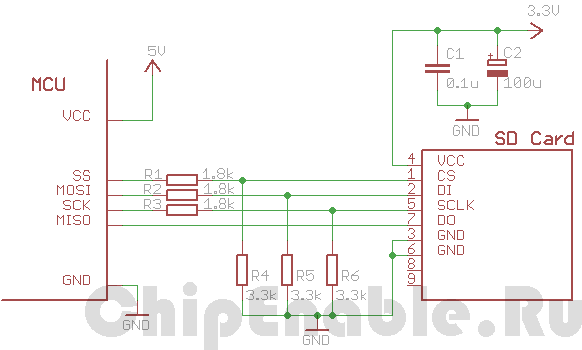 3.3V
5V
C1
+
C2
MCU
0.1u
100u
VCC
GND
SD Card
4
VCC
SS
R1
1.8k
1
CS
MOSI
R2
1.8k
2
DI
SCK
R3
1.8k
5
SCLK
MISO
7
DO
3
GND
6
GND
8
9
GND
R4
R5
R6
3.3k
3.3k
3.3k
GND
GND
ChipEnable.Ru